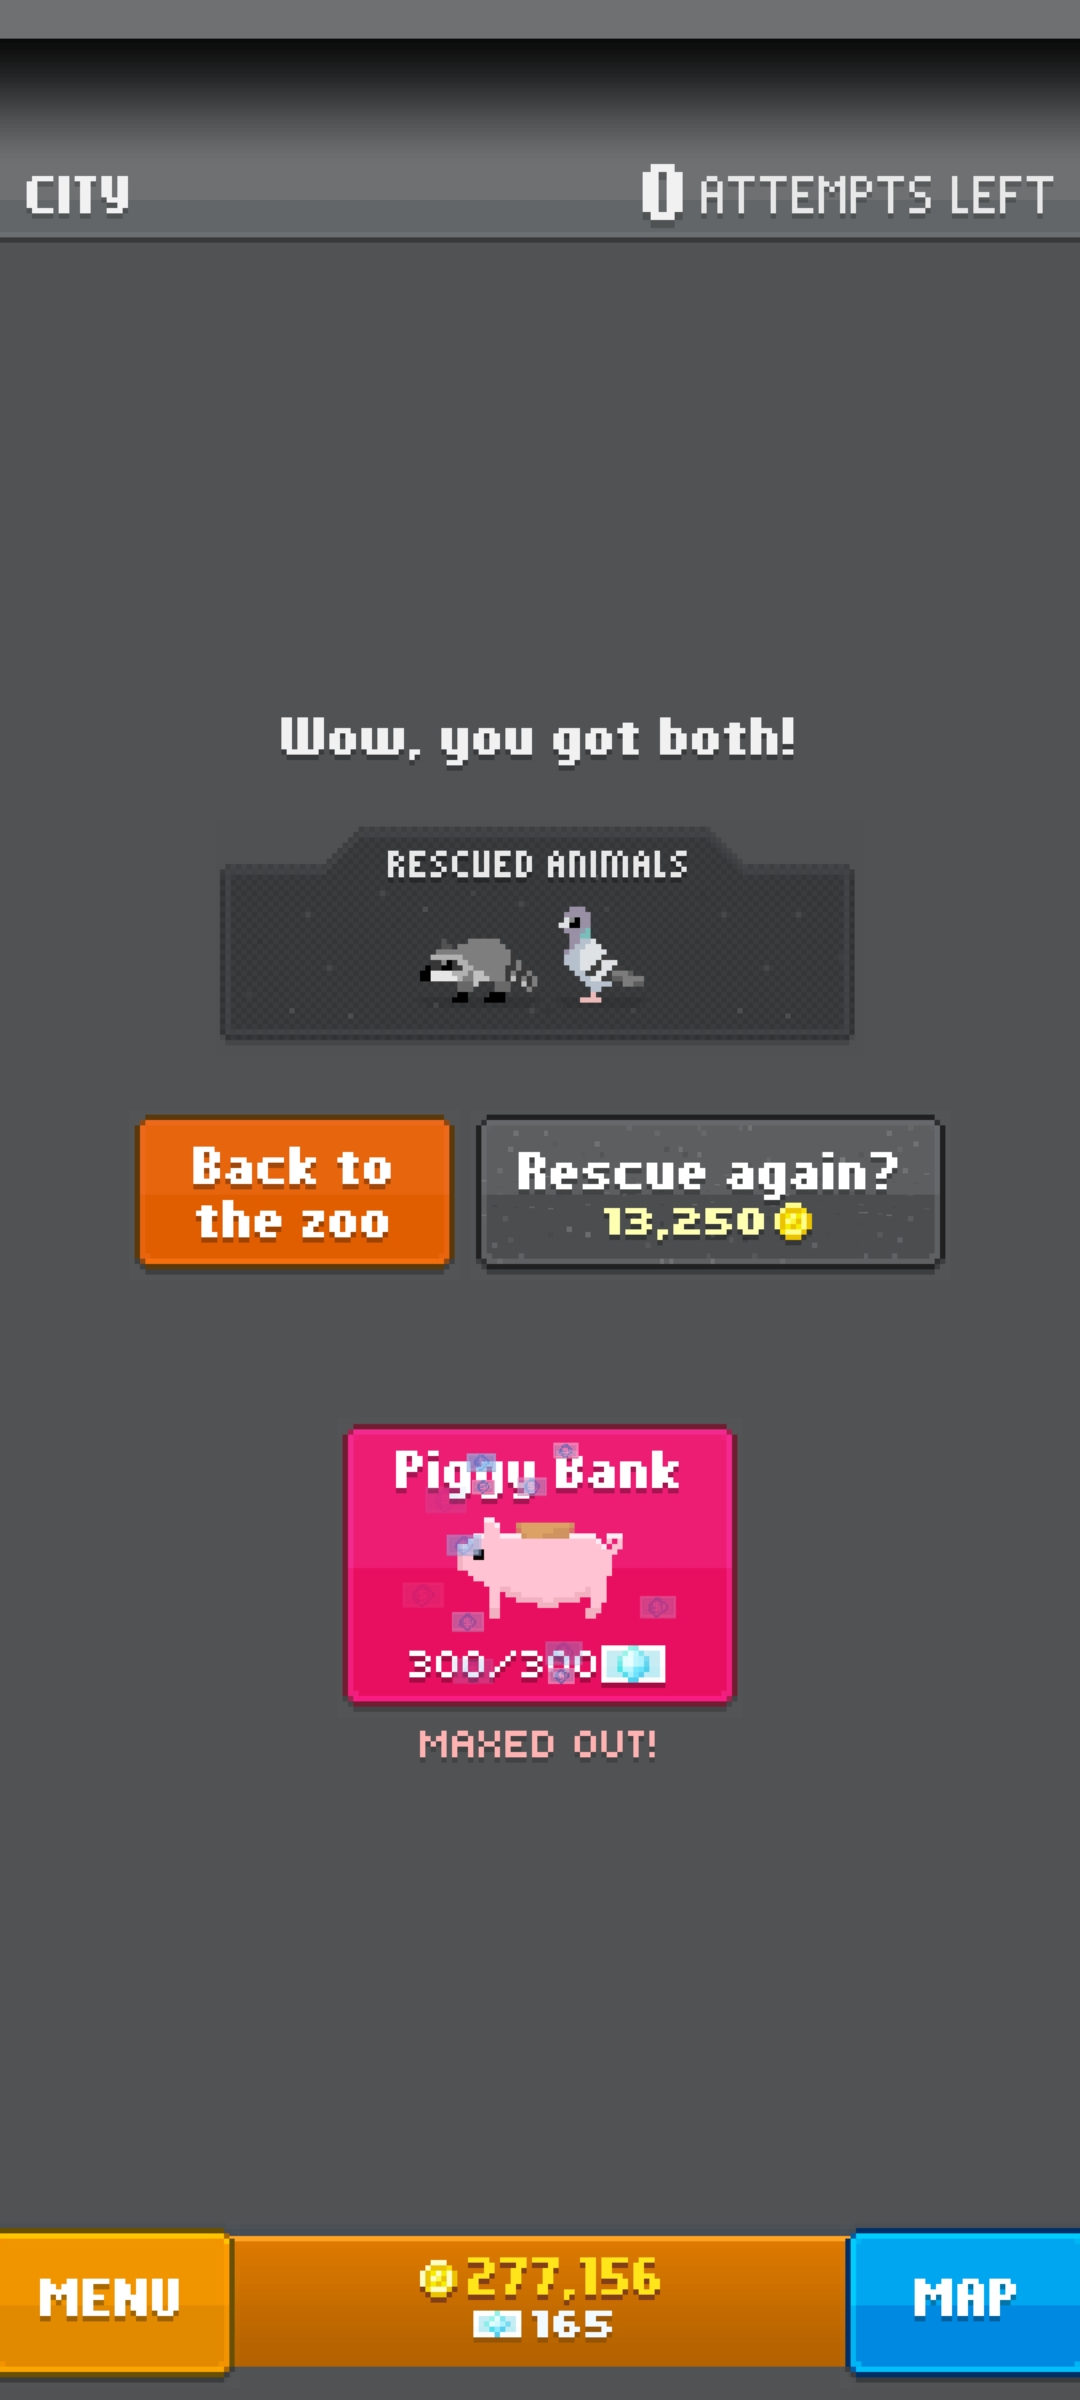 CITY
0 ATTEMPTS LEFT
Wow, you got both!
RESCUED ANIMALS
Back to
the zoo
Rescue again?
13,250
Piggy Bank
300/300
MAXED OUT!
MENU
277,156
165
MAP